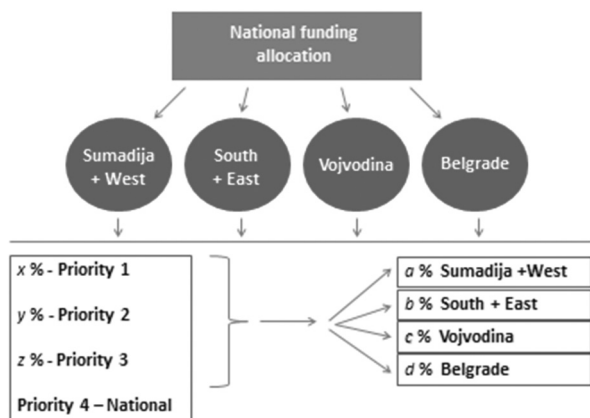 National funding
allocation
Sumadija
+ West
South
+ East
Vojvodina
Belgrade
x % - Priority 1
y % - Priority 2
z % - Priority 3
Priority 4 – National
a % Sumadija +West
b % South + East
c % Vojvodina
d % Belgrade